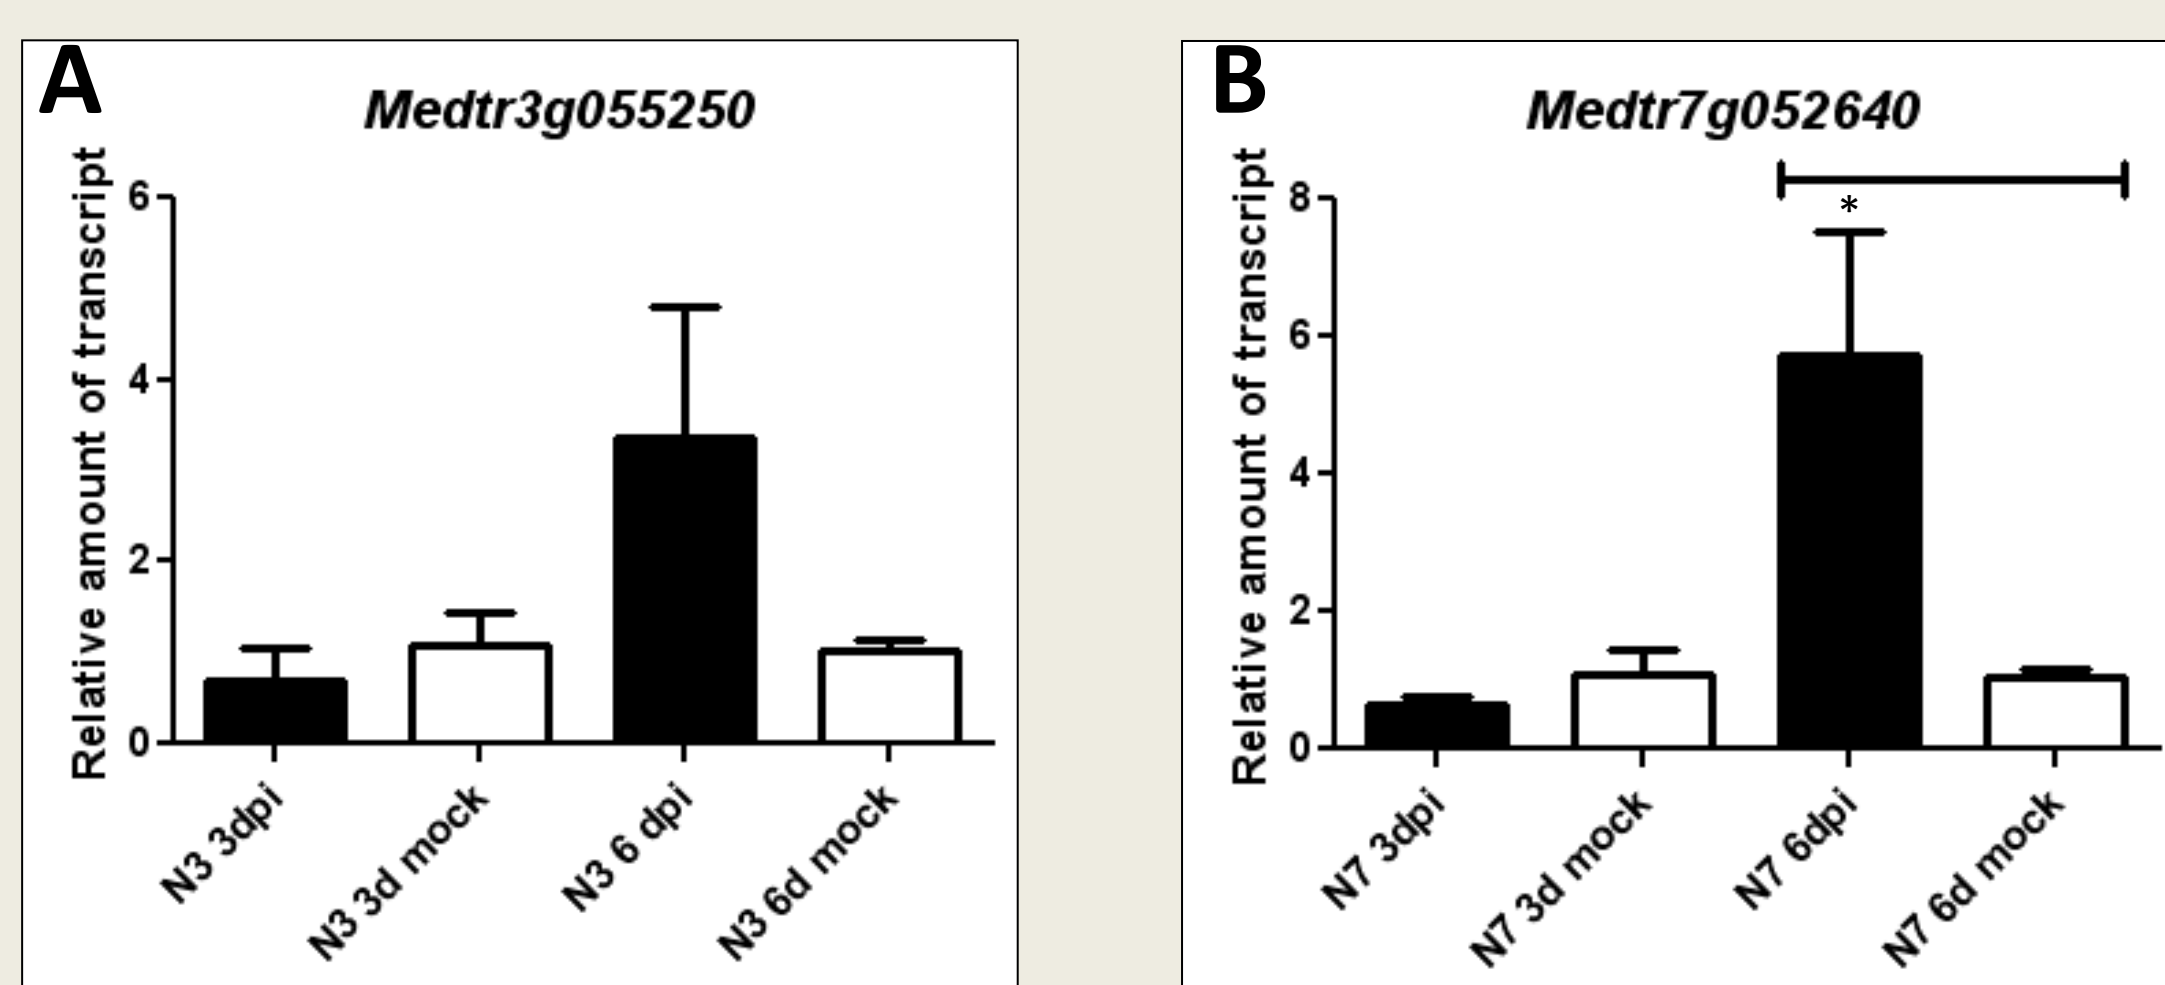 A
Medtr3g055250
Relative amount of transcript
6
4
2
0
N3 3dpi
N3 3d mock
N3 6 dpi
N3 6d mock
B
Medtr7g052640
Relative amount of transcript
*
8
6
4
2
0
N7 3dpi
N7 3d mock
N7 6dpi
N7 6d mock